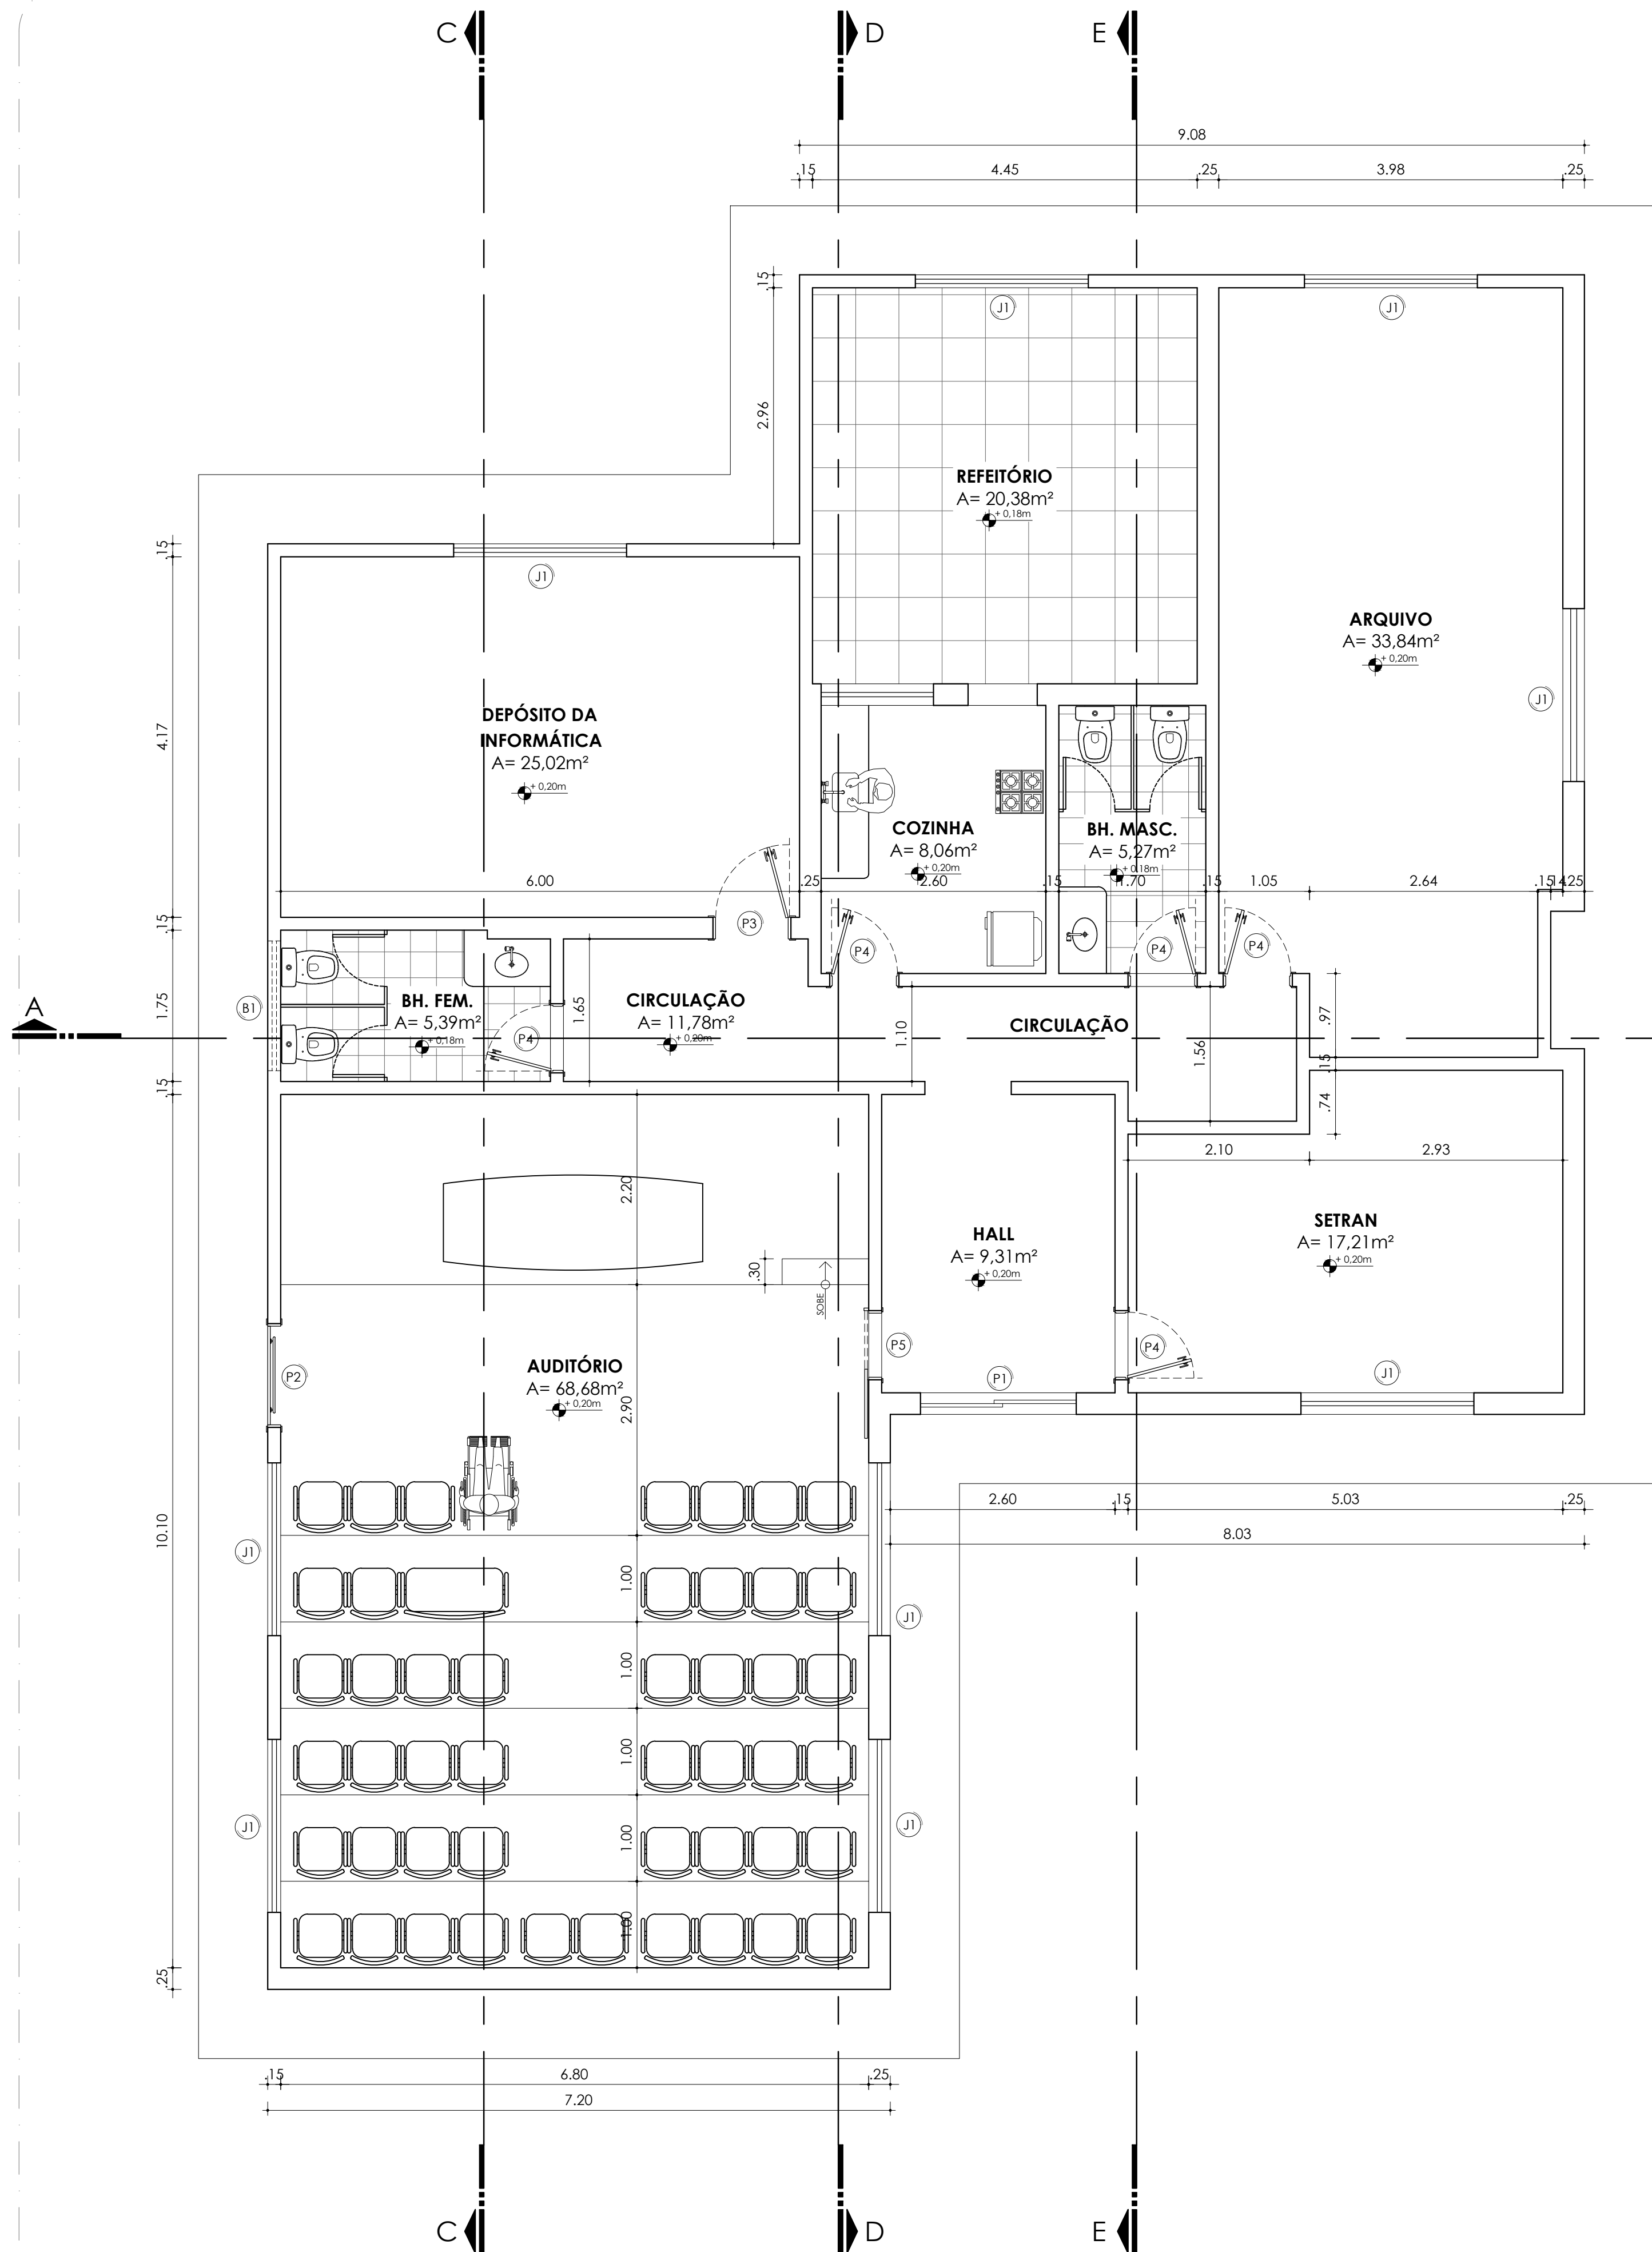 C
D
E
9.08
.15
4.45
.25
3.98
.25
.15
J1
J1
2.96
REFEITÓRIO
A= 20,38m²
+ 0,18m
.15
J1
ARQUIVO
A= 33,84m²
+ 0,20m
J1
4.17
DEPÓSITO DA
INFORMÁTICA
A= 25,02m²
+ 0,20m
COZINHA
A= 8,06m²
+ 0,20m
BH. MASC.
A= 5,27m²
+ 0,18m
6.00
.25
2.60
.15
1.70
.15
1.05
2.64
.15
.14
.25
.15
P3
P4
P4
P4
A
B1
1.75
BH. FEM.
A= 5,39m²
+ 0,18m
P4
1.65
CIRCULAÇÃO
A= 11,78m²
+ 0,20m
1.10
CIRCULAÇÃO
1.56
.97
.15
.74
.15
2.10
2.93
2.20
.30
SOBE
HALL
A= 9,31m²
+ 0,20m
SETRAN
A= 17,21m²
+ 0,20m
P5
P4
P2
P1
J1
AUDITÓRIO
A= 68,68m²
+ 0,20m
2.90
2.60
.15
5.03
.25
8.03
10.10
J1
1.00
J1
1.00
1.00
J1
1.00
J1
1.00
.25
.15
6.80
.25
7.20
C
D
E